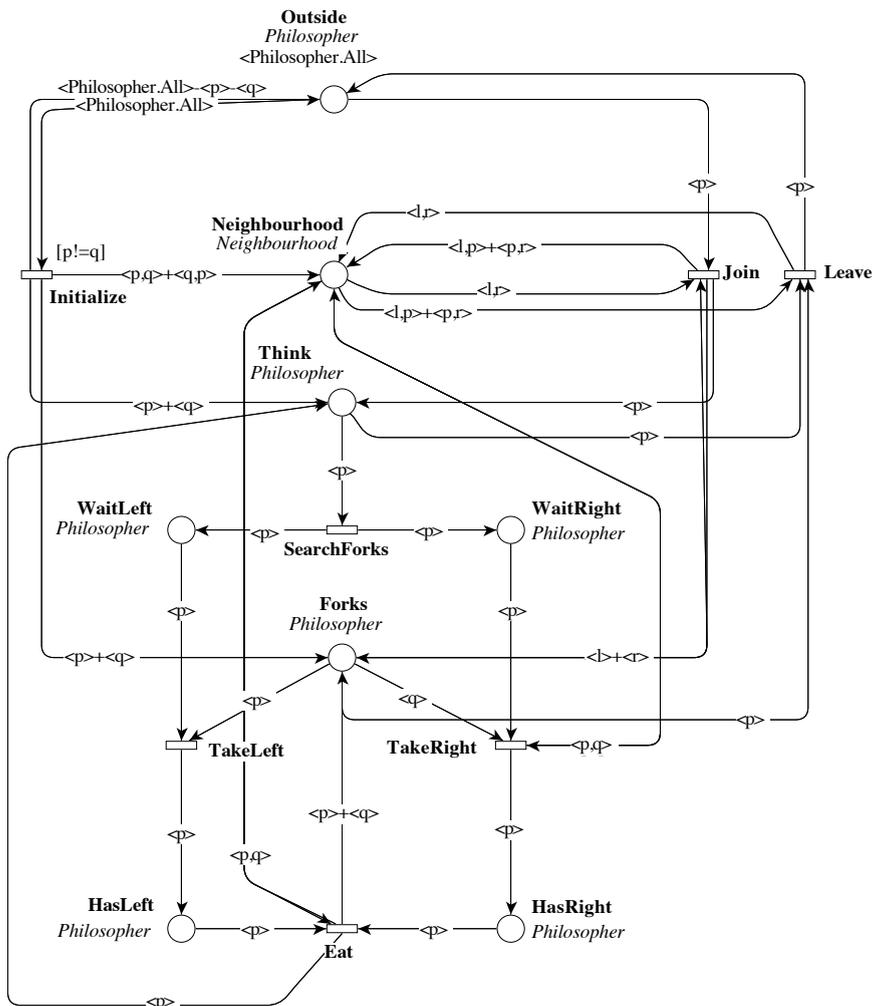 Outside
Philosopher
<Philosopher.All>
<Philosopher.All>-<p>-<q>
<Philosopher.All>
<p>
<p>
<l,r>
Neighbourhood
Neighbourhood
<l,p>+<p,r>
[p!=q]
<p,q>+<q,p>
Join
Leave
Initialize
<l,r>
<l,p>+<p,r>
Think
Philosopher
<p>+<q>
<p>
<p>
<p>
WaitLeft
Philosopher
WaitRight
Philosopher
<p>
<p>
SearchForks
<p>
<p>
Forks
Philosopher
<p>+<q>
<l>+<r>
<p>
<q>
<p>
TakeLeft
TakeRight
<p,q>
<p>+<q>
<p>
<p>
<p,q>
HasLeft
Philosopher
HasRight
Philosopher
<p>
<p>
Eat
<p>